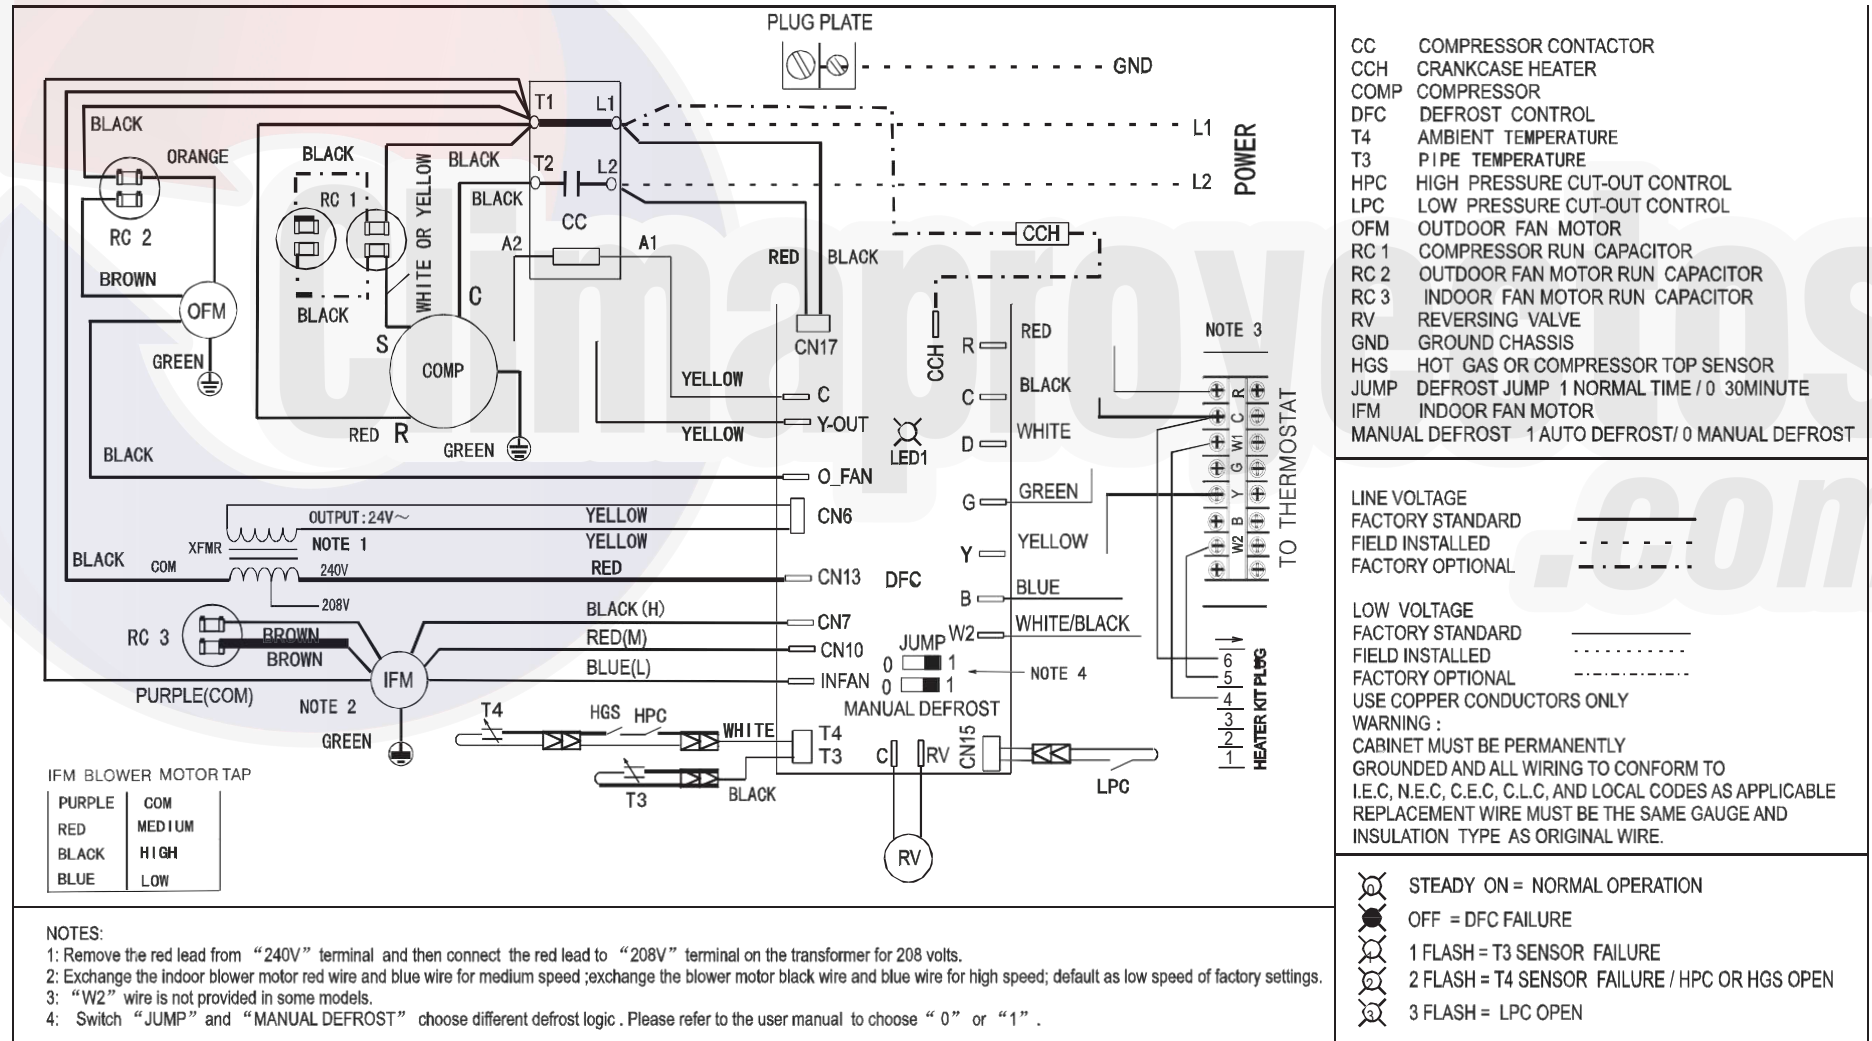 PLUG PLATE
GND
T1 L1
BLACK
ORANGE
BLACK
WHITE OR YELLOW
BLACK
T2 L2
L1
L2
POWER
BLACK
RC 1
CC
RC 2
A2 A1
CCH
RED BLACK
BROWN
OFM
BLACK
C
S
COMP
GREEN
CN17
CCH
R RED
NOTE 3
YELLOW
C
C BLACK
Y-OUT
YELLOW
RED R
GREEN
LED1
D WHITE
BLACK
O_FAN
G GREEN
OUTPUT:24V~
YELLOW
CN6
XFMR
NOTE 1
YELLOW
Y YELLOW
BLACK
COM
240V
RED
CN13
DFC
208V
B BLUE
BLACK(H)
CN7
W2 WHITE/BLACK
RC 3
BROWN
BROWN
RED(M)
CN10
JUMP
0 1
0 1
NOTE 4
IFM
BLUE(L)
INFAN
PURPLE(COM)
NOTE 2
MANUAL DEFROST
GREEN
T4
HGS HPC
WHITE
T4
T3
C RV
CN15
T3
BLACK
LPC
RV
R
C
W1
G
Y
B
W2
TO THERMOSTAT
6
5
4
3
2
1
HEATER KIT PLUG
IFM BLOWER MOTOR TAP
PURPLE COM
RED MEDIUM
BLACK HIGH
BLUE LOW
NOTES:
1: Remove the red lead from “240V” terminal and then connect the red lead to “208V” terminal on the transformer for 208 volts.
2: Exchange the indoor blower motor red wire and blue wire for medium speed ;exchange the blower motor black wire and blue wire for high speed; default as low speed of factory settings.
3: “W2” wire is not provided in some models.
4: Switch “JUMP” and “MANUAL DEFROST” choose different defrost logic . Please refer to the user manual to choose “ 0” or “1” .
CC COMPRESSOR CONTACTOR
CCH CRANKCASE HEATER
COMP COMPRESSOR
DFC DEFROST CONTROL
T4 AMBIENT TEMPERATURE
T3 PIPE TEMPERATURE
HPC HIGH PRESSURE CUT-OUT CONTROL
LPC LOW PRESSURE CUT-OUT CONTROL
OFM OUTDOOR FAN MOTOR
RC 1 COMPRESSOR RUN CAPACITOR
RC 2 OUTDOOR FAN MOTOR RUN CAPACITOR
RC 3 INDOOR FAN MOTOR RUN CAPACITOR
RV REVERSING VALVE
GND GROUND CHASSIS
HGS HOT GAS OR COMPRESSOR TOP SENSOR
JUMP DEFROST JUMP 1 NORMAL TIME / 0 30MINUTE
IFM INDOOR FAN MOTOR
MANUAL DEFROST 1 AUTO DEFROST/ 0 MANUAL DEFROST
LINE VOLTAGE
FACTORY STANDARD
FIELD INSTALLED
FACTORY OPTIONAL
LOW VOLTAGE
FACTORY STANDARD
FIELD INSTALLED
FACTORY OPTIONAL
USE COPPER CONDUCTORS ONLY
WARNING :
CABINET MUST BE PERMANENTLY
GROUNDED AND ALL WIRING TO CONFORM TO
I.E.C, N.E.C, C.E.C, C.L.C, AND LOCAL CODES AS APPLICABLE
REPLACEMENT WIRE MUST BE THE SAME GAUGE AND
INSULATION TYPE AS ORIGINAL WIRE.
0 STEADY ON = NORMAL OPERATION
OFF = DFC FAILURE
1 1 FLASH = T3 SENSOR FAILURE
2 2 FLASH = T4 SENSOR FAILURE / HPC OR HGS OPEN
3 3 FLASH = LPC OPEN
Climaproyectos
.com